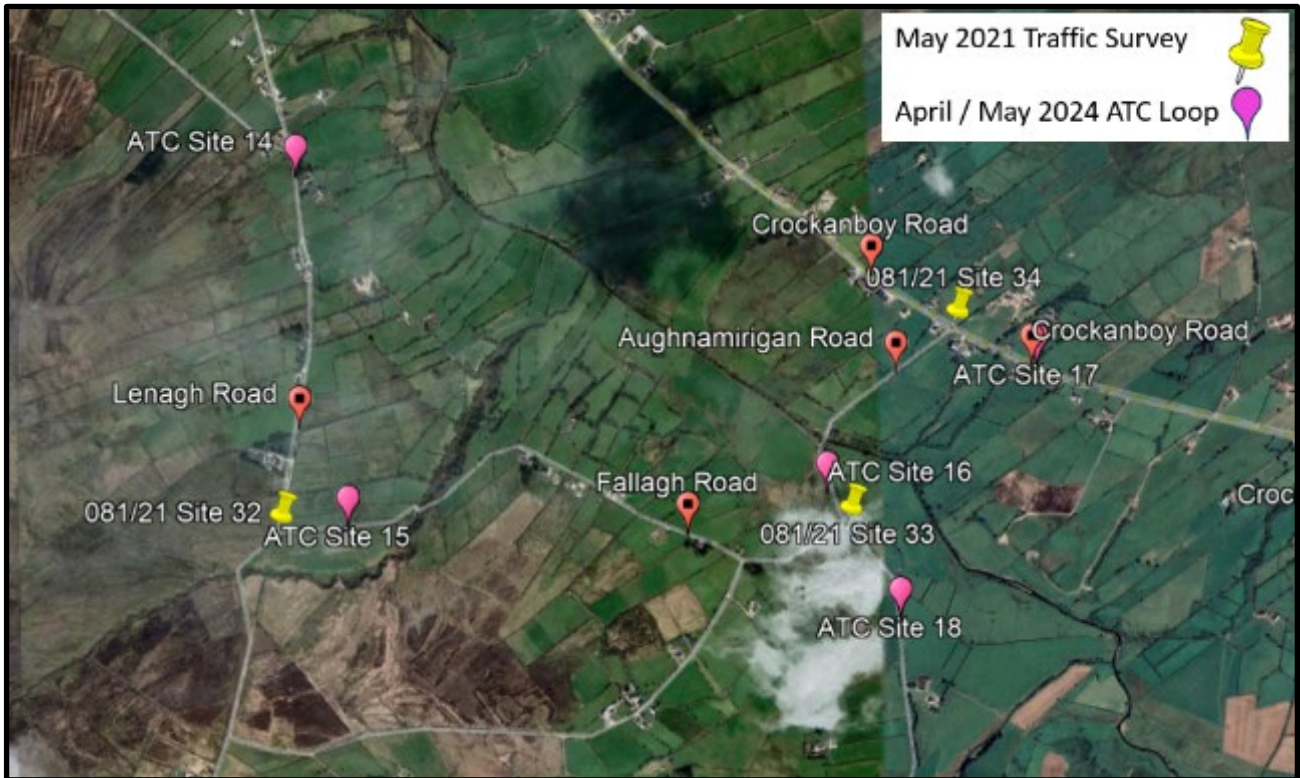 May 2021 Traffic Survey
April / May 2024 ATC Loop
ATC Site 14
Crockanboy Road
081/21 Site 34
Aughnamirigan Road
Crockanboy Road
ATC Site 17
Lenagh Road
ATC Site 16
Fallagh Road
Croc
081/21 Site 32
ATC Site 15
081/21 Site 33
ATC Site 18